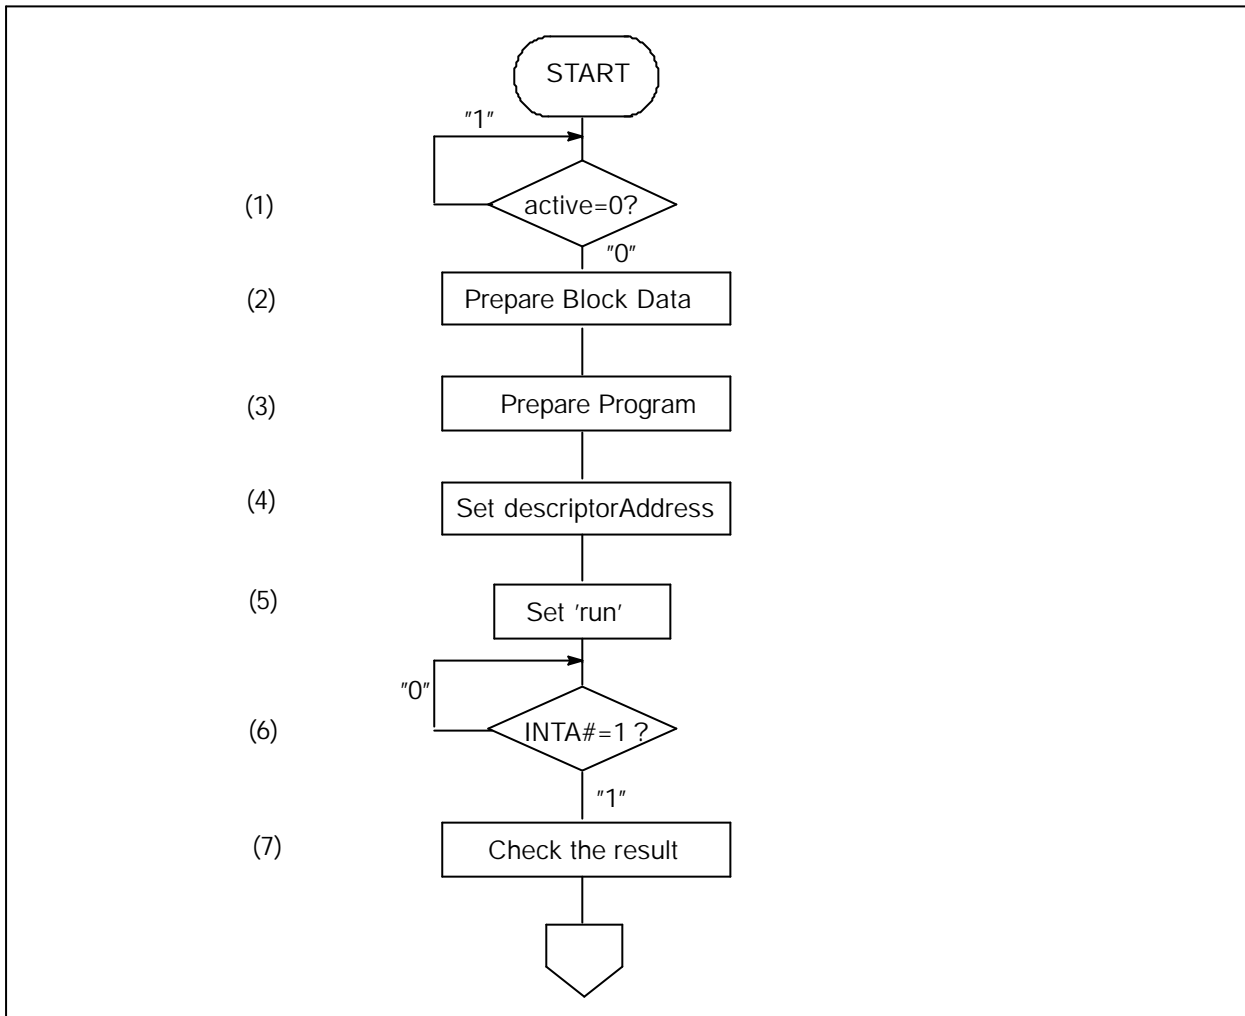 START
"1"
(1) active=0?
"0"
(2) Prepare Block Data
(3) Prepare Program
(4) Set descriptorAddress
(5) Set 'run'
"0"
(6) INTA#=1 ?
"1"
(7) Check the result